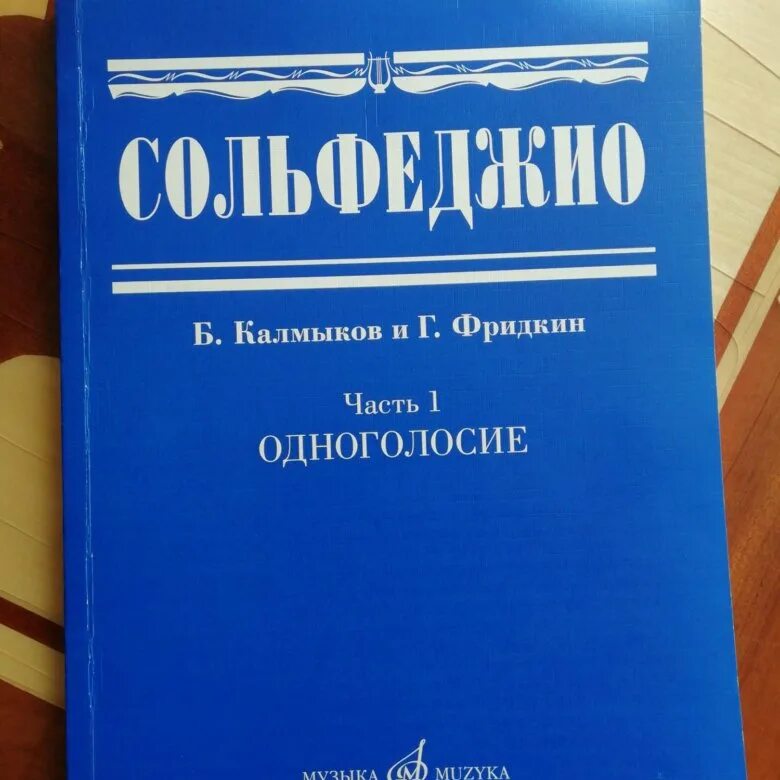 СОЛЬФЕДЖИО
Б. Калмыков и Г. Фридкин
Часть 1
ОДНОГОЛОСИЕ
МУЗЫКА М MUZYKA